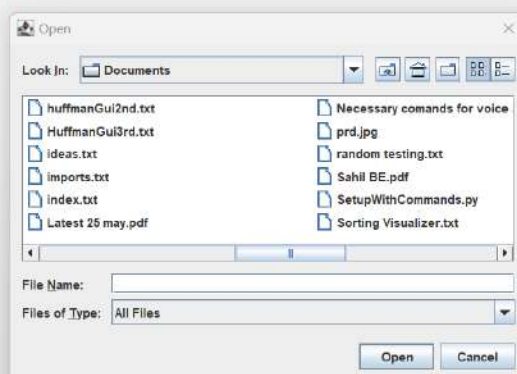 Open
Look In: Documents
huffmanGui2nd.txt
HuffmanGui3rd.txt
ideas.txt
imports.txt
index.txt
Latest 25 may.pdf
Necessary comands for voice
prd.jpg
random testing.txt
Sahil BE.pdf
SetupWithCommands.py
Sorting Visualizer.txt
File Name:
Files of Type: All Files
Open Cancel